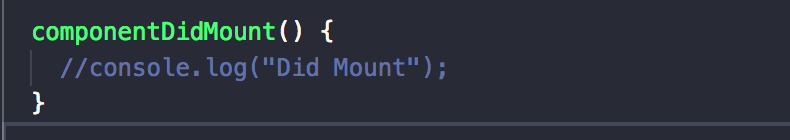 componentDidMount() {
//console.log("Did Mount");
}